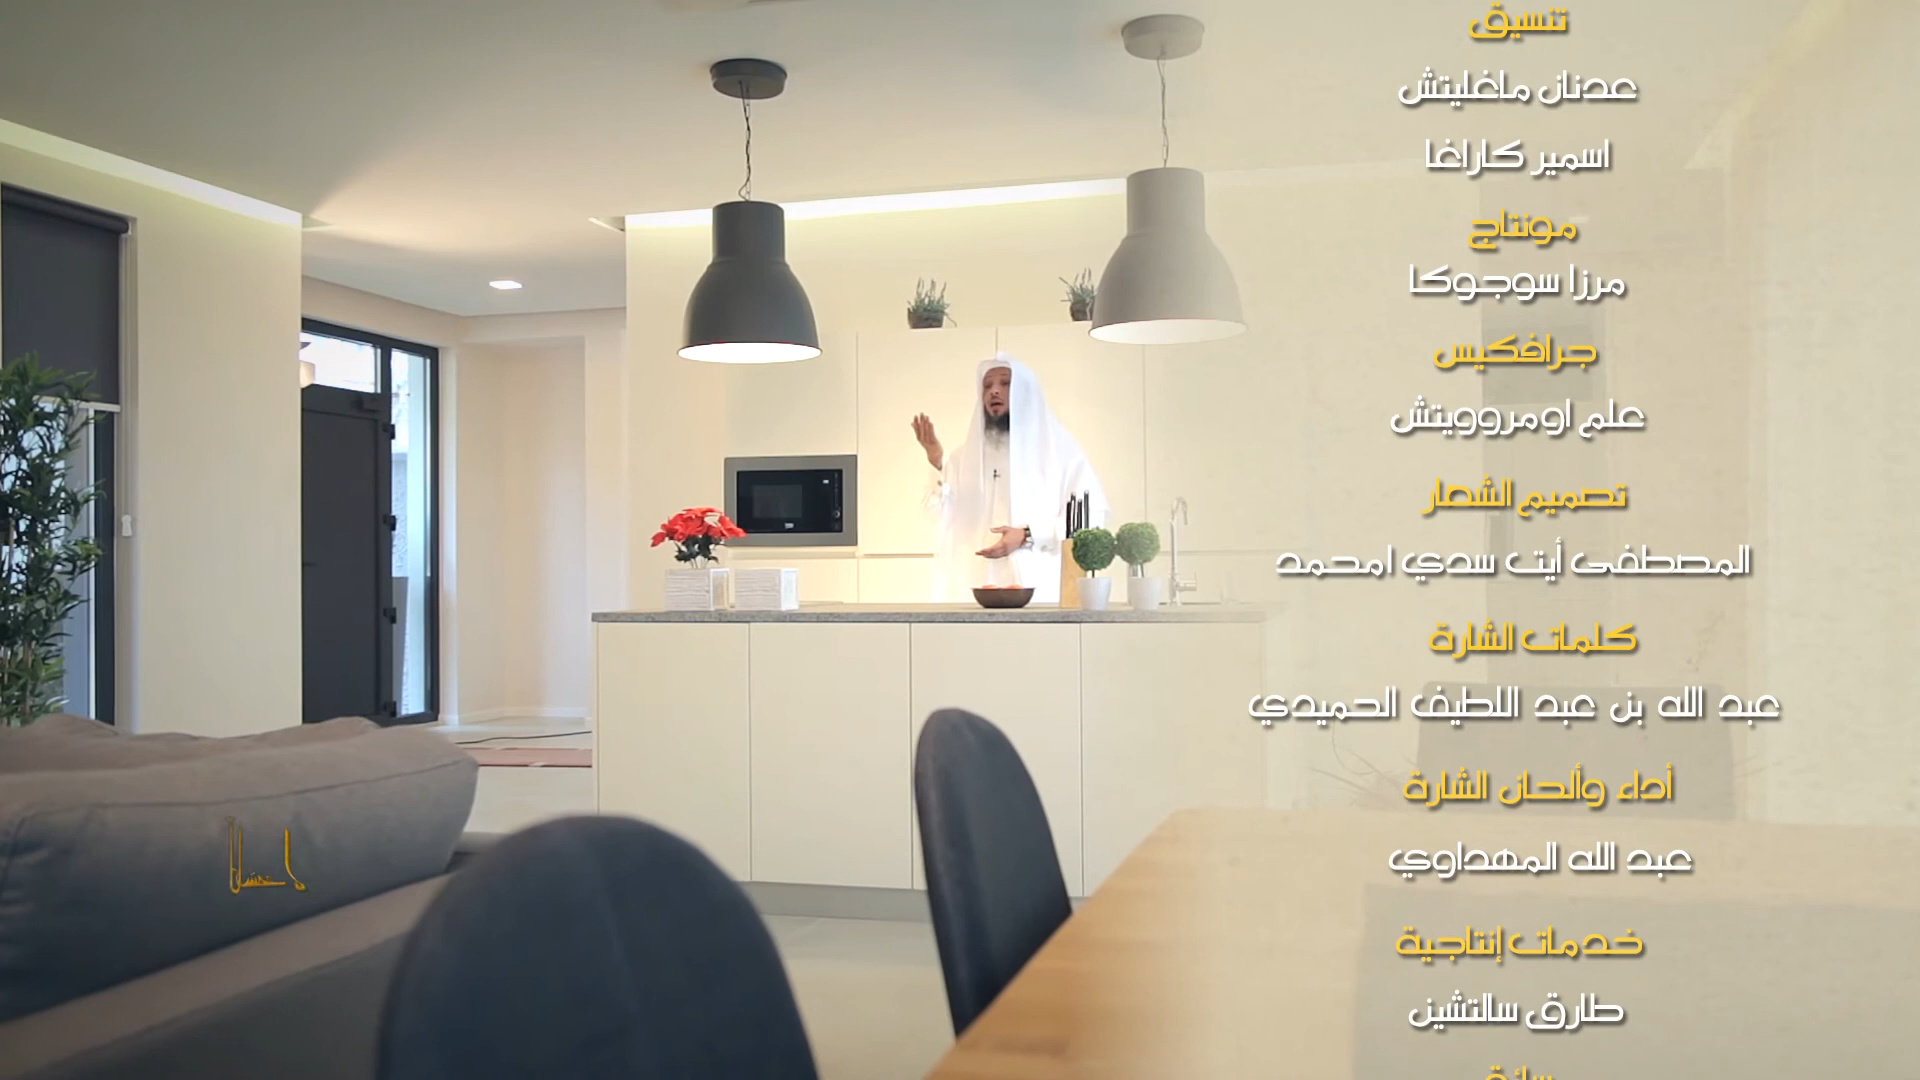 تنسيق
عدنان ماغليتش
اسمير كاراغا
مونتاج
مرزا سوجوكا
جرافكيس
علم اومروويتش
تصميم الشعار
المصطفى أيت سدي امحمد
كلمات الشارة
عبد الله بن عبد اللطيف الحميدي
أداء وألحان الشارة
عبد الله المهداوي
خدمات إنتاجية
طارق سالتشين